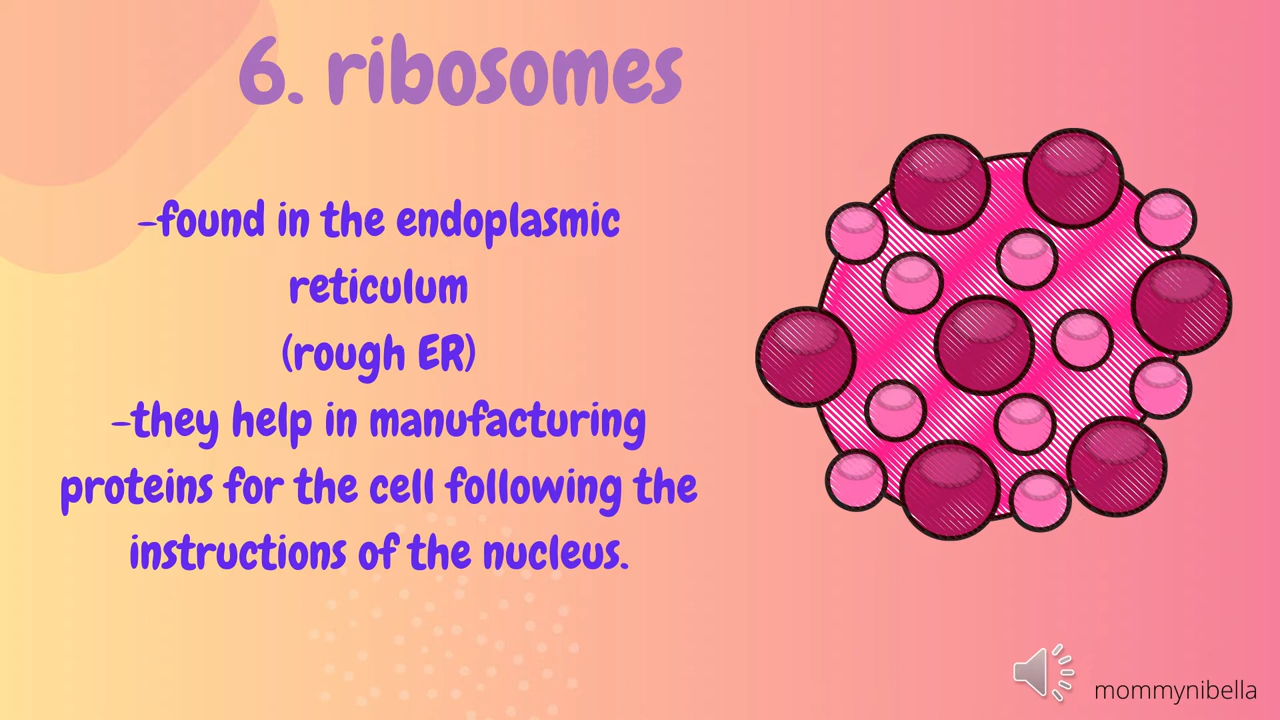 6. ribosomes
-found in the endoplasmic
reticulum
(rough ER)
-they help in manufacturing
proteins for the cell following the
instructions of the nucleus.
mommynibella